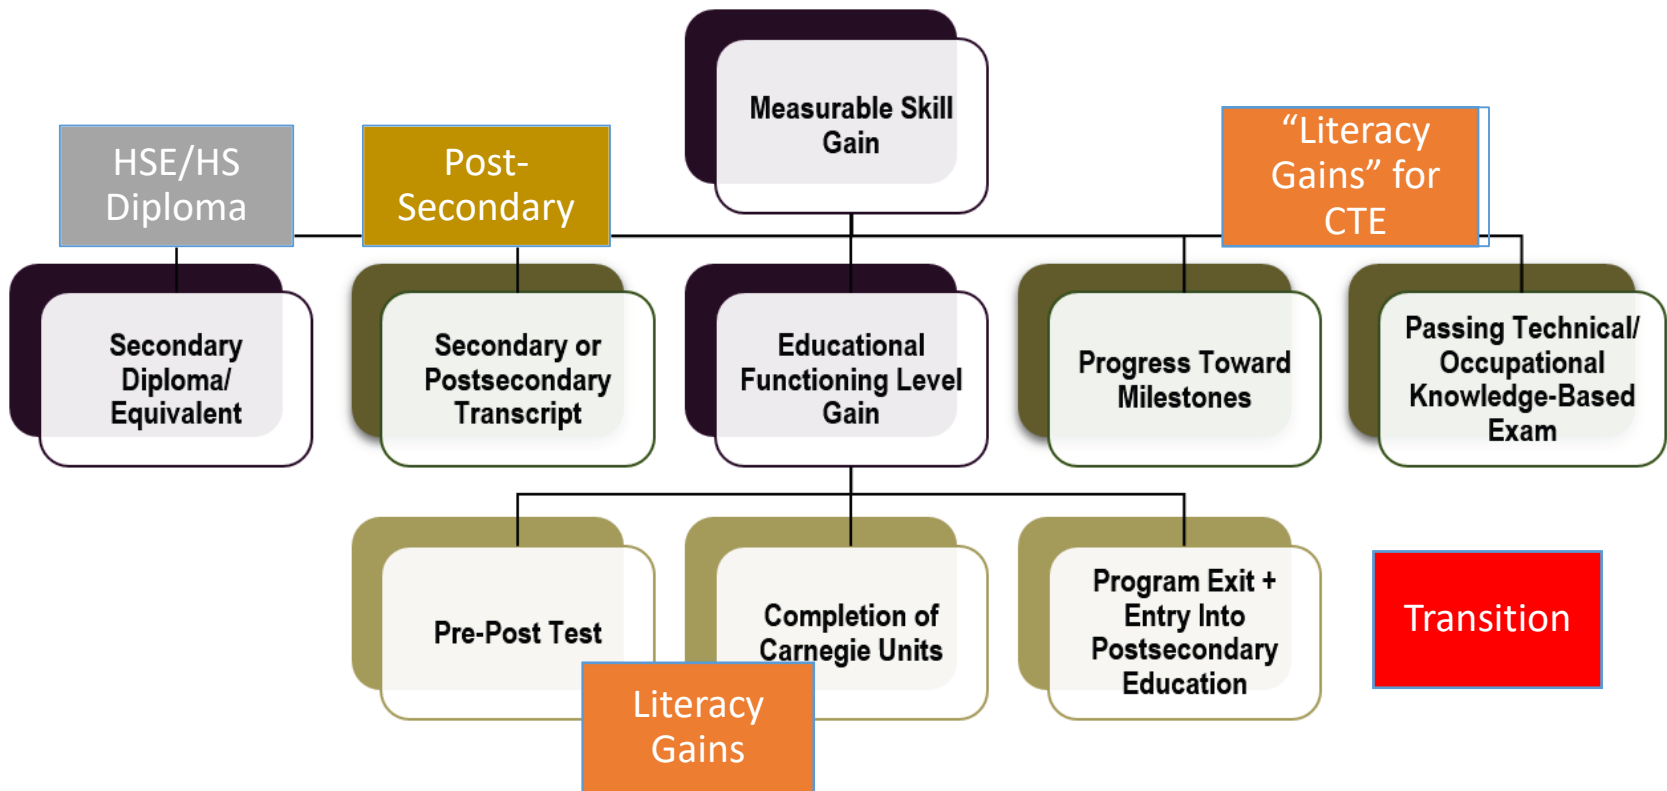 Measurable Skill
Gain
HSE/HS
Diploma
Post-
Secondary
“Literacy
Gains” for
CTE
Secondary
Diploma/
Equivalent
Secondary or
Postsecondary
Transcript
Educational
Functioning Level
Gain
Progress Toward
Milestones
Passing Technical/
Occupational
Knowledge-Based
Exam
Pre-Post Test
Completion of
Carnegie Units
Program Exit +
Entry Into
Postsecondary
Education
Transition
Literacy
Gains